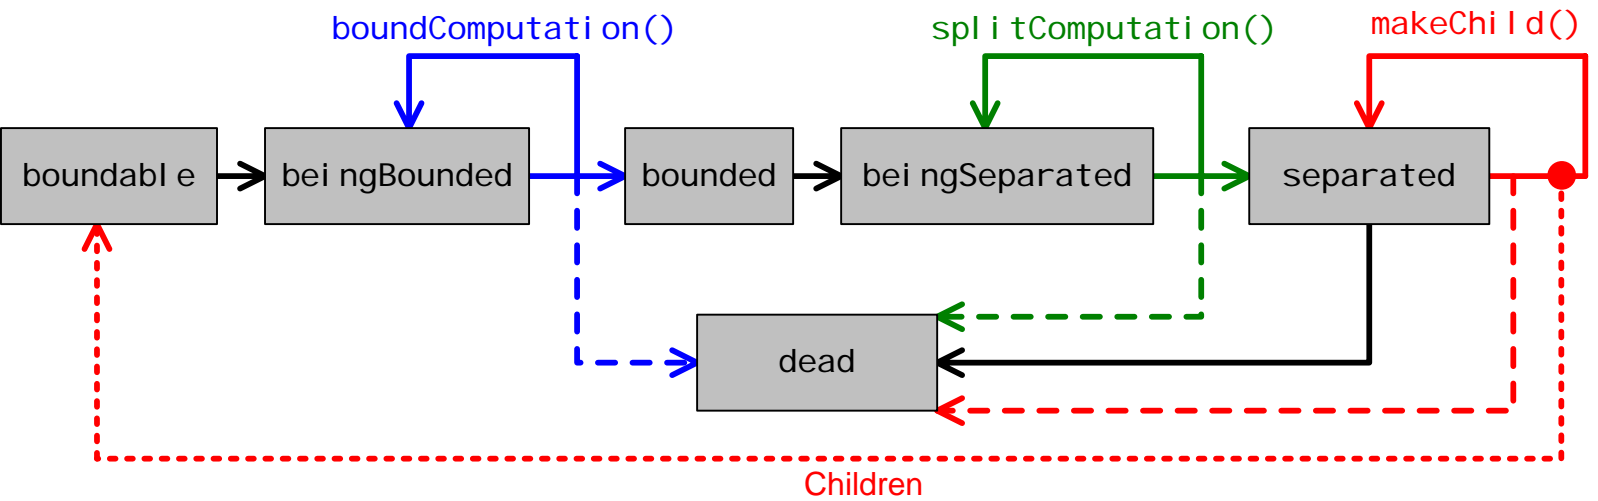 boundComputation()
splitComputation()
makeChild()
boundable
beingBounded
bounded
beingSeparated
separated
dead
Children